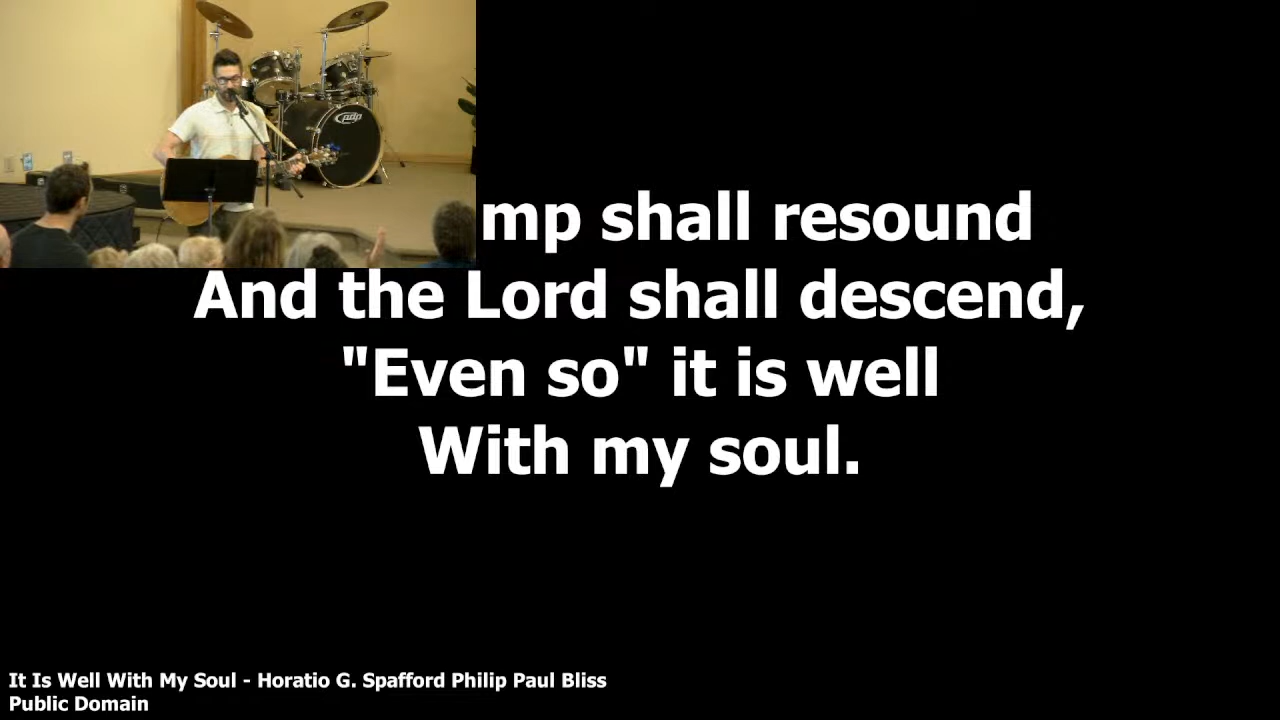 mp shall resound
And the Lord shall descend,
"Even so" it is well
With my soul.
It Is Well With My Soul - Horatio G. Spafford Philip Paul Bliss
Public Domain
pdp